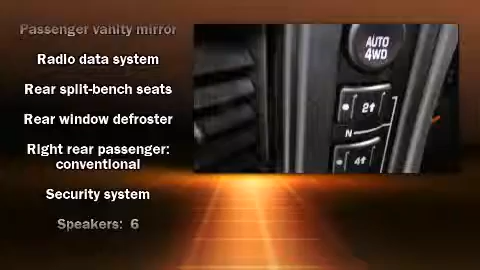 Passenger vanity mirror
Radio data system
Rear split-bench seats
Rear window defroster
Right rear passenger:
conventional
Security system
Speakers: 6
AUTO
4WD
2↑
N
4↑